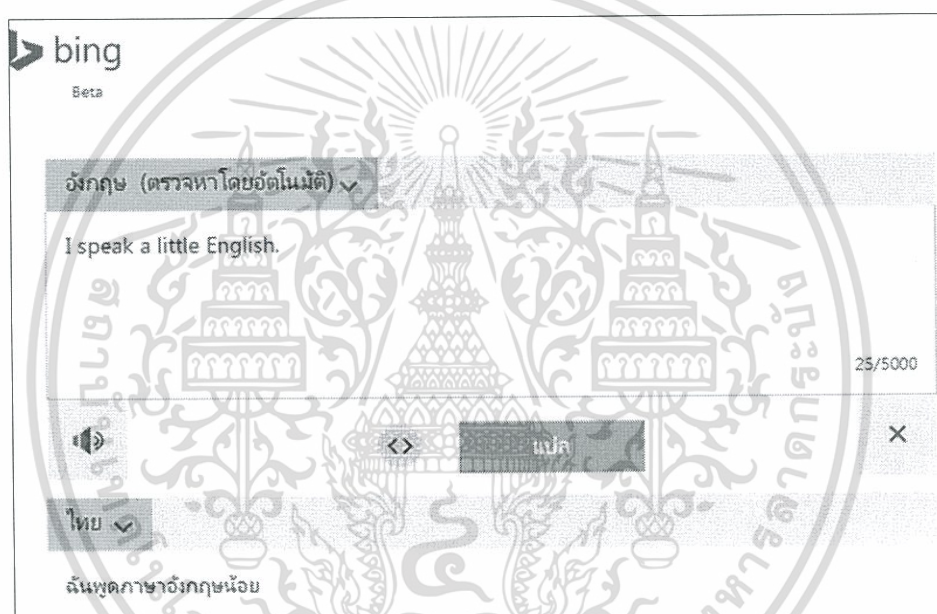 bing
Beta
อังกฤษ (ตรวจหาโดยอัตโนมัติ)
I speak a little English.
25/5000
แปล
ไทย
ฉันพูดภาษาอังกฤษน้อย